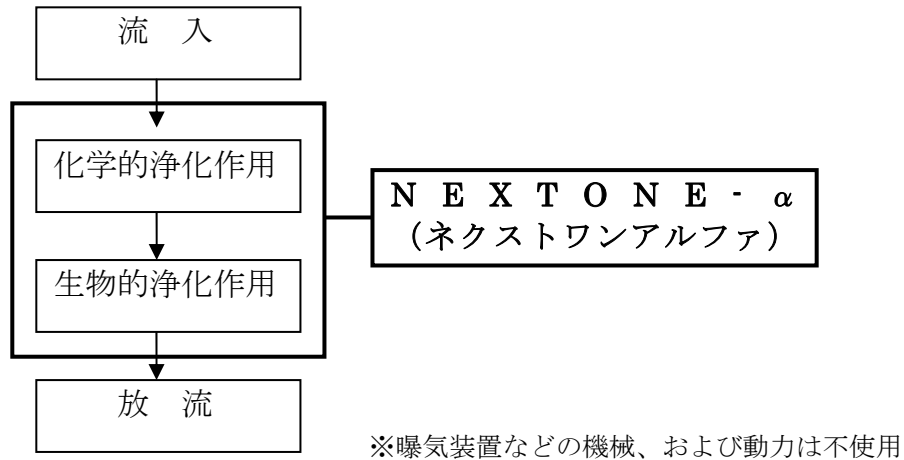 流 入
化学的浄化作用
生物的浄化作用
放 流
NEXTONE-α
(ネクストワンアルファ)
※曝気装置などの機械、および動力は不使用